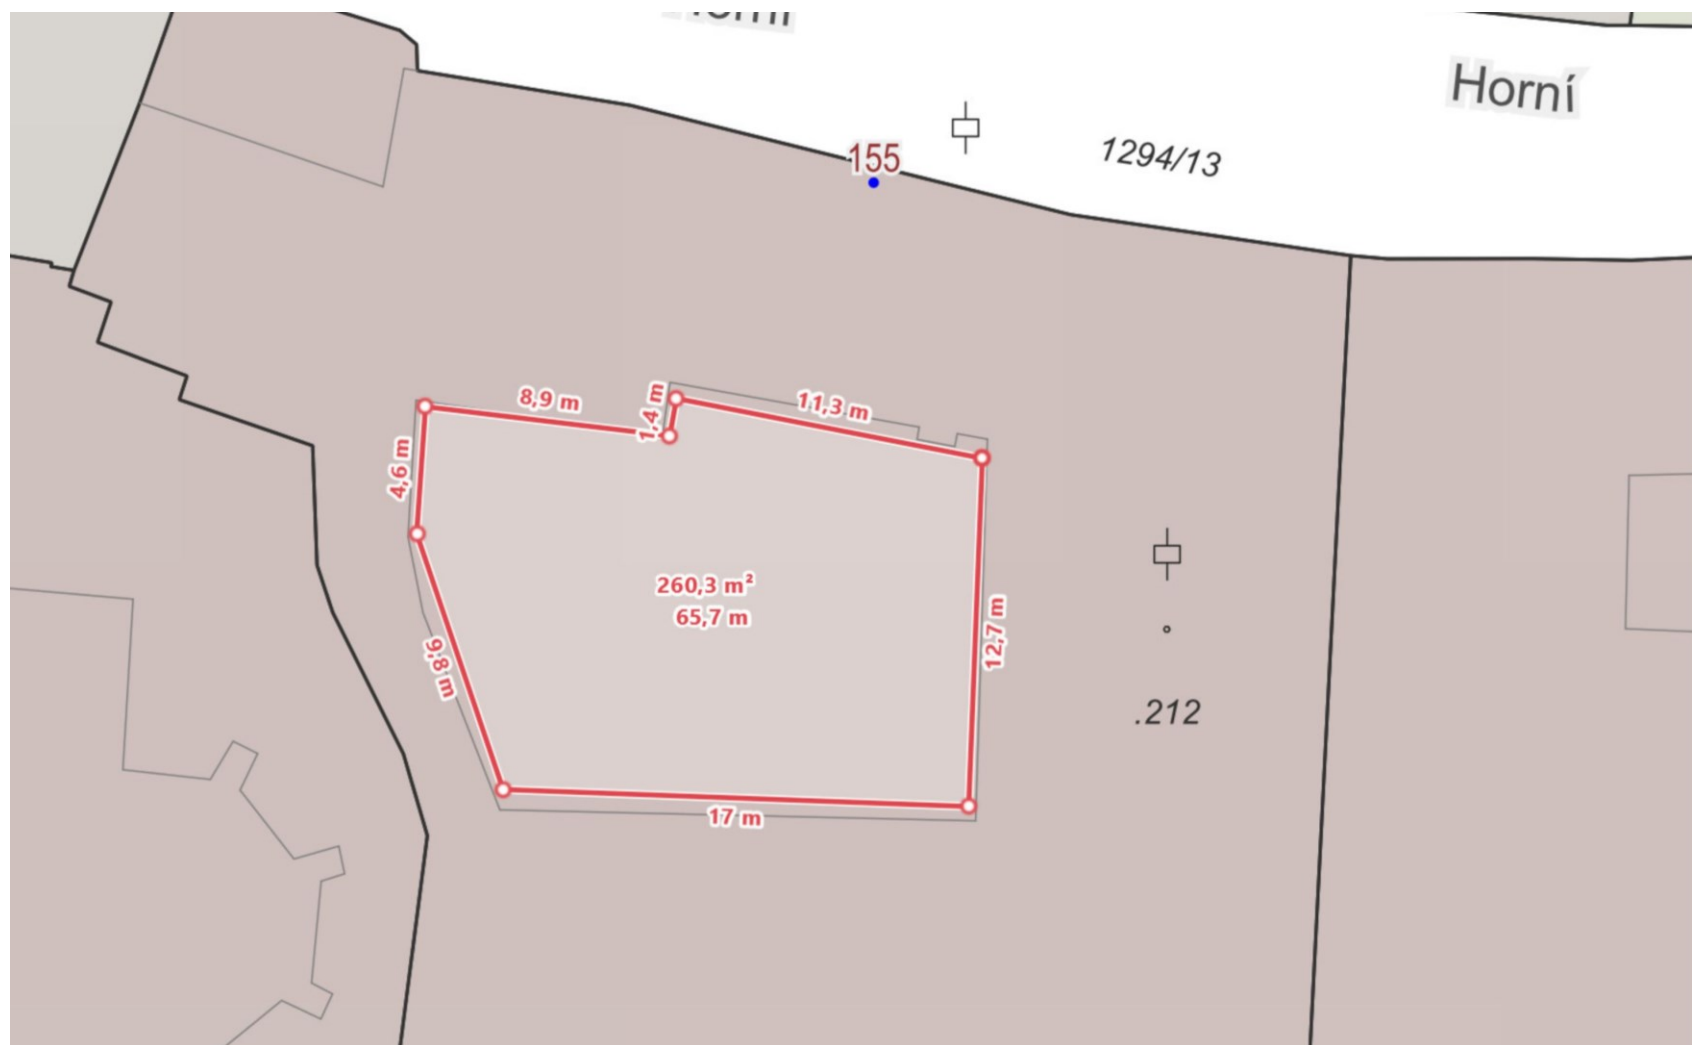 Horní
155
1294/13
8,9 m
1,4 m
11,3 m
4,6 m
260,3 m²
65,7 m
12,7 m
9,8 m
.212
17 m